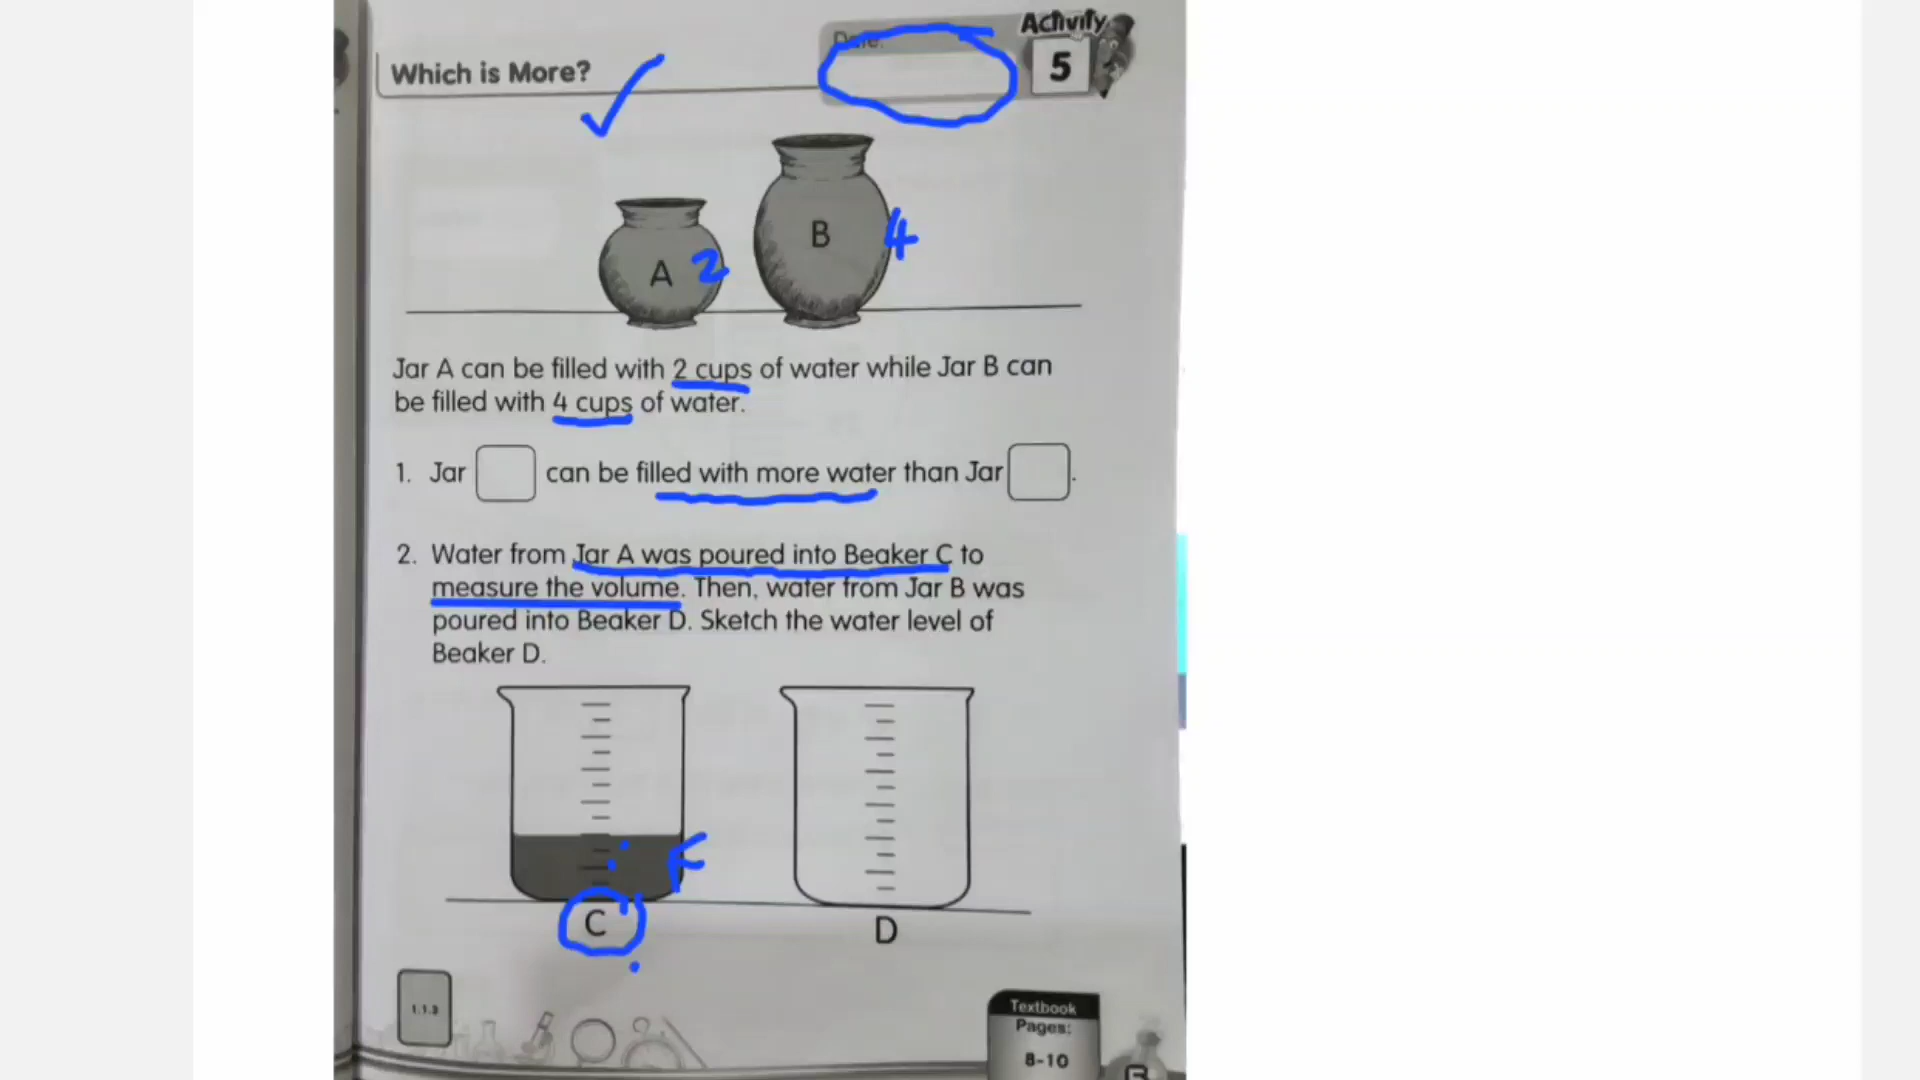 Activity
Date:
Which is More?
5
B
4
A
2
Jar A can be filled with 2 cups of water while Jar B can
be filled with 4 cups of water.
1. Jar can be filled with more water than Jar .
2. Water from Jar A was poured into Beaker C to
measure the volume. Then, water from Jar B was
poured into Beaker D. Sketch the water level of
Beaker D.
C
D
1.1.3
Textbook
Pages:
8-10